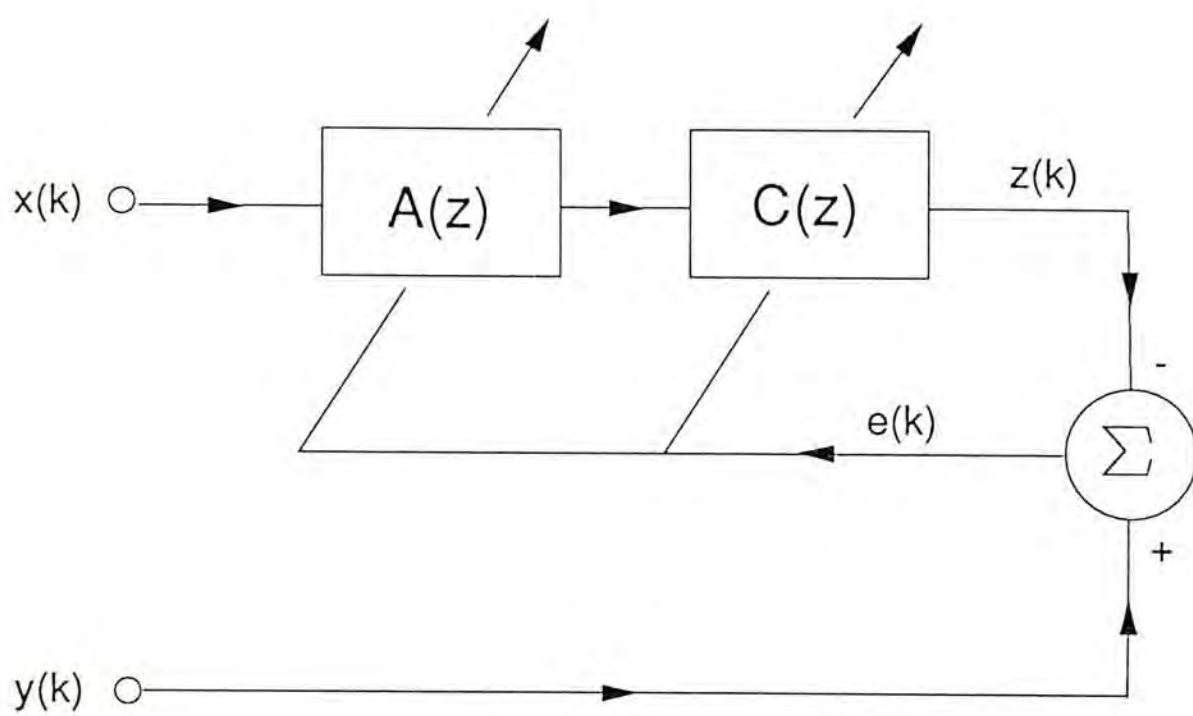 x(k)
A(z)
C(z)
z(k)
-
e(k)
Σ
+
y(k)